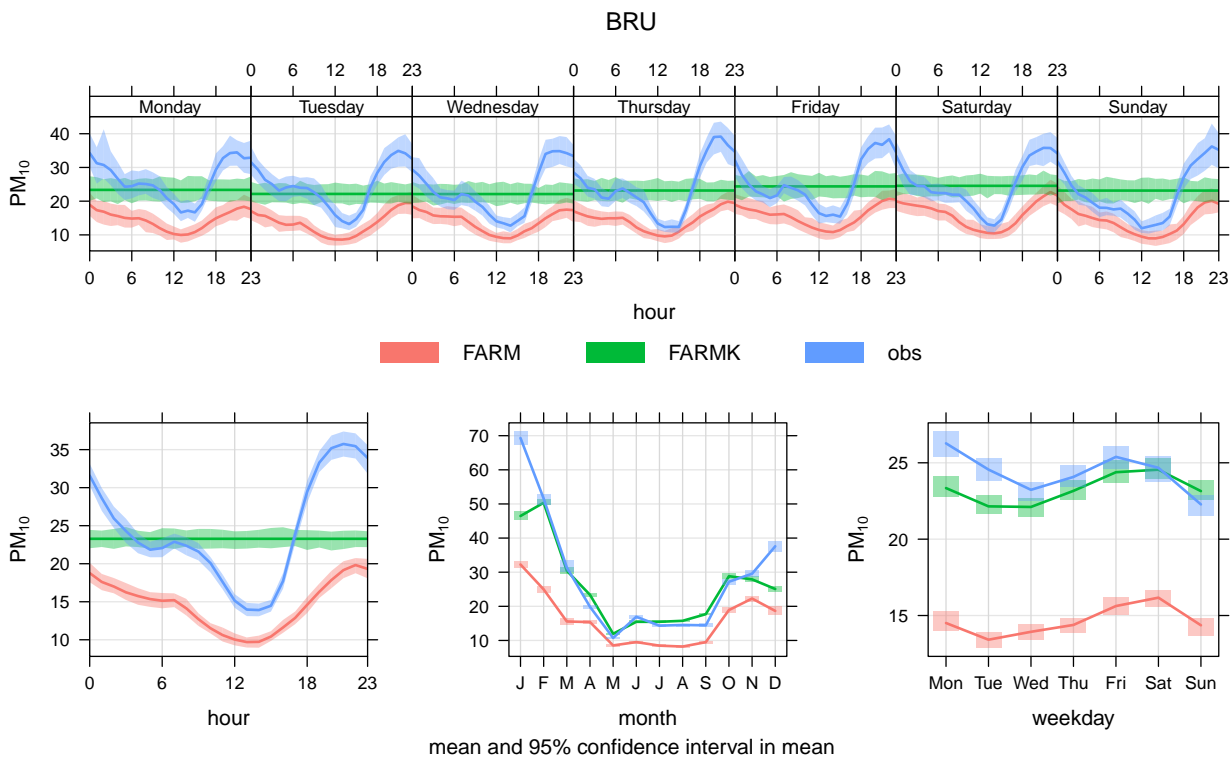 BRU
0 6 12 18 23 0 6 12 18 23 0 6 12 18 23
Monday Tuesday Wednesday Thursday Friday Saturday Sunday
PM10
40
30
20
10
0 6 12 18 23 0 6 12 18 23 0 6 12 18 23 0 6 12 18 23
hour
FARM FARMK obs
PM10
35
30
25
20
15
10
0 6 12 18 23
hour
PM10
70
60
50
40
30
20
10
J F M A M J J A S O N D
month
PM10
25
20
15
Mon Tue Wed Thu Fri Sat Sun
weekday
mean and 95% confidence interval in mean